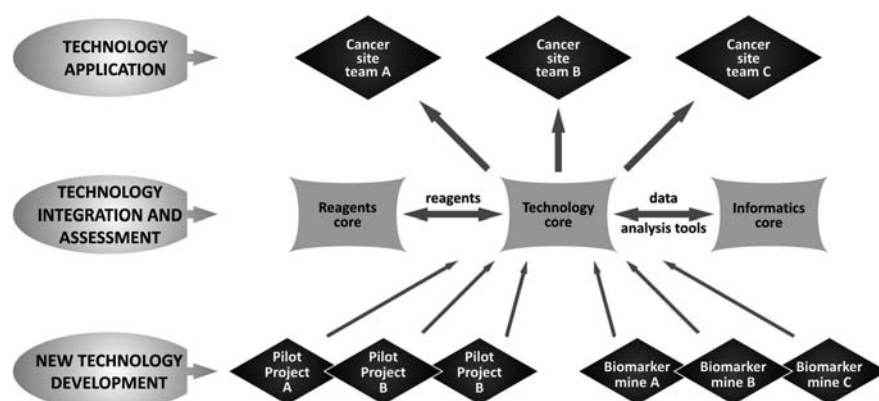 TECHNOLOGY
APPLICATION
Cancer
site
team A
Cancer
site
team B
Cancer
site
team C
TECHNOLOGY
INTEGRATION AND
ASSESSMENT
Reagents
core
reagents
Technology
core
data
analysis tools
Informatics
core
NEW TECHNOLOGY
DEVELOPMENT
Pilot
Project
A
Pilot
Project
B
Pilot
Project
B
Biomarker
mine A
Biomarker
mine B
Biomarker
mine C